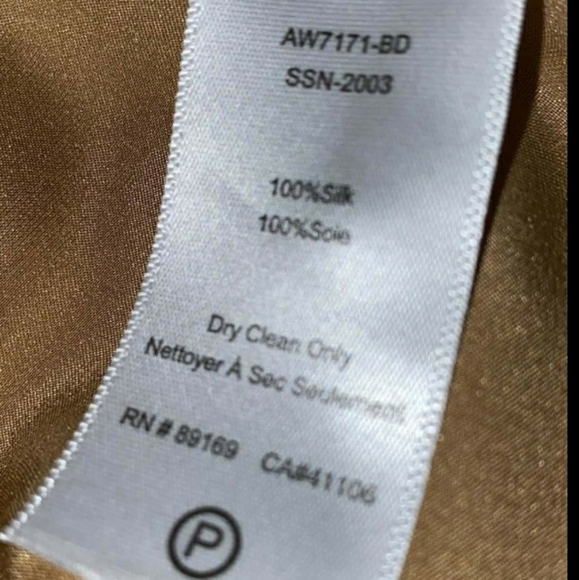 AW7171-BD
SSN-2003
100%Silk
100%Soie
Dry Clean Only
Nettoyer À Sec Seulement
RN # 89169 CA#41106
P